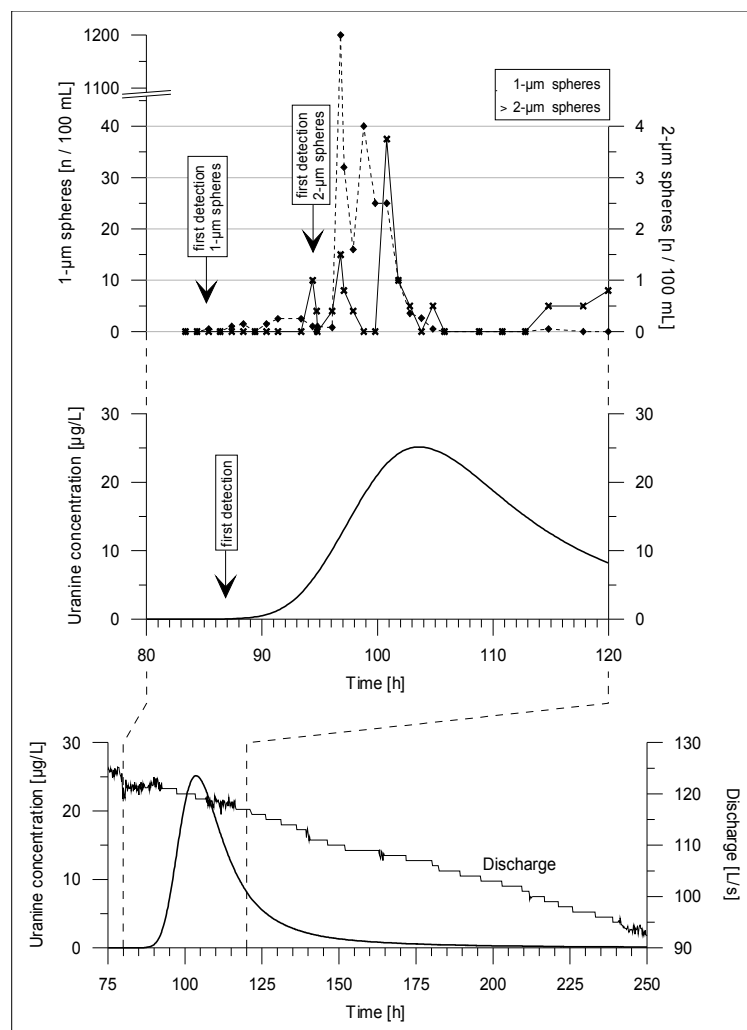 1200
1100
1-µm spheres
> 2-µm spheres
40
30
20
10
0
1-µm spheres [n / 100 mL]
first detection
1-µm spheres
first detection
2-µm spheres
4
3
2
1
0
2-µm spheres [n / 100 mL]
30
20
10
0
Uranine concentration [µg/L]
first detection
30
20
10
0
80
90
100
110
120
Time [h]
30
20
10
0
Uranine concentration [µg/L]
Discharge
130
120
110
100
90
Discharge [L/s]
75
100
125
150
175
200
225
250
Time [h]